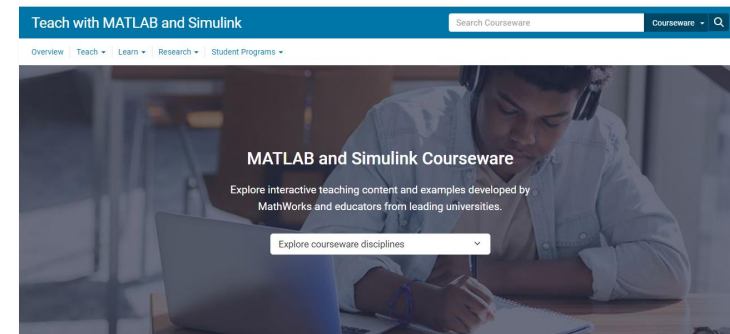 Teach with MATLAB and Simulink
Search Courseware
Courseware
Overview Teach Learn Research Student Programs
MATLAB and Simulink Courseware
Explore interactive teaching content and examples developed by
MathWorks and educators from leading universities.
Explore courseware disciplines